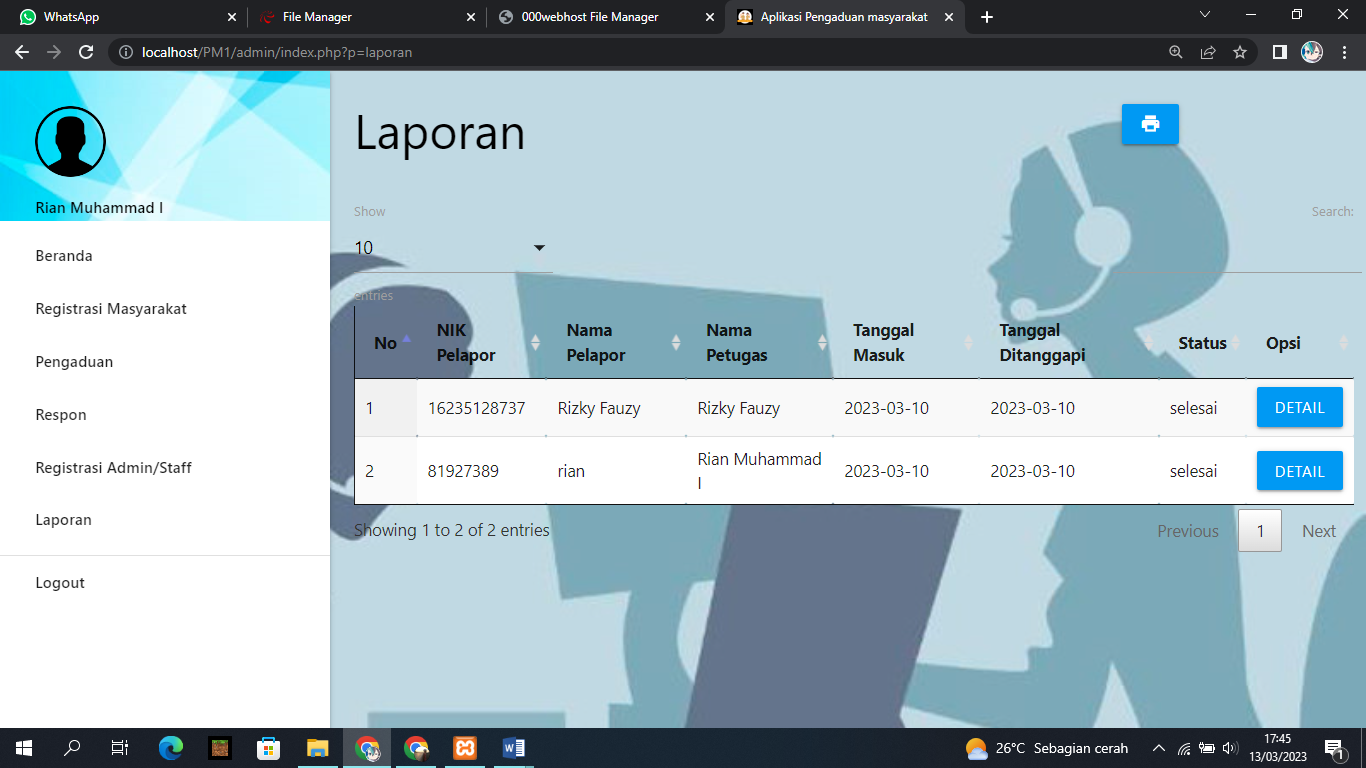 WhatsApp
File Manager
000webhost File Manager
Aplikasi Pengaduan masyarakat
localhost/PM1/admin/index.php?p=laporan
Rian Muhammad I
Beranda
Registrasi Masyarakat
Pengaduan
Respon
Registrasi Admin/Staff
Laporan
Logout
Laporan
Show
Search:
10
entries
No NIK Pelapor Nama Pelapor Nama Petugas Tanggal Masuk Tanggal Ditanggapi Status Opsi
1 16235128737 Rizky Fauzy Rizky Fauzy 2023-03-10 2023-03-10 selesai DETAIL
2 81927389 rian Rian Muhammad I 2023-03-10 2023-03-10 selesai DETAIL
Showing 1 to 2 of 2 entries
Previous 1 Next
26°C Sebagian cerah
17:45
13/03/2023
1